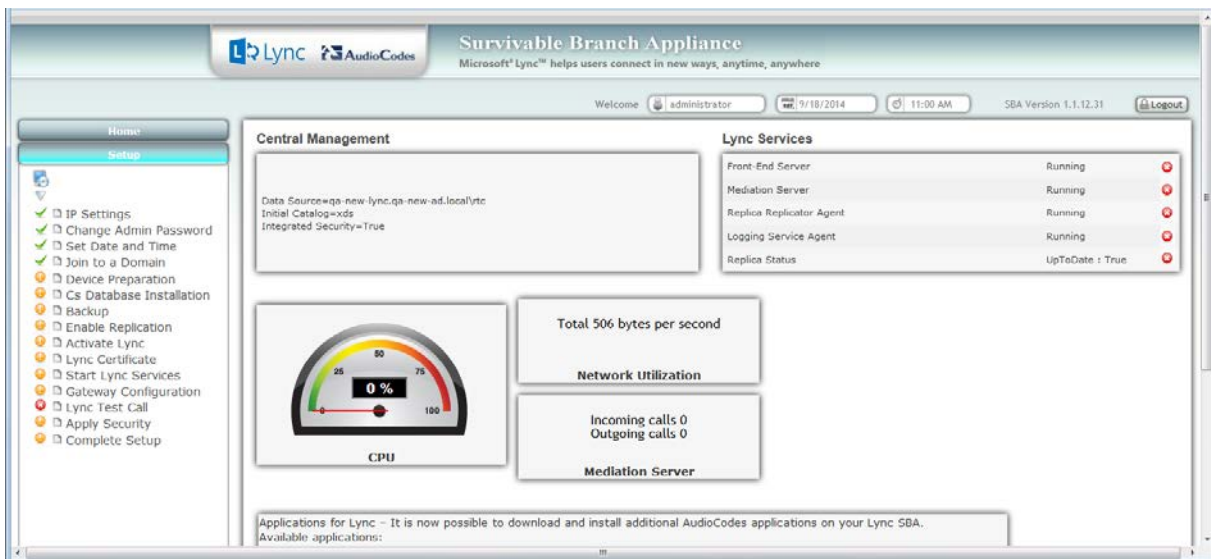 Lync AudioCodes
Survivable Branch Appliance
Microsoft® Lync™ helps users connect in new ways, anytime, anywhere
Welcome administrator 9/18/2014 11:00 AM SBA Version 1.1.12.31 Logout
Home
Setup
IP Settings
Change Admin Password
Set Date and Time
Join to a Domain
Device Preparation
Cs Database Installation
Backup
Enable Replication
Activate Lync
Lync Certificate
Start Lync Services
Gateway Configuration
Lync Test Call
Apply Security
Complete Setup
Central Management
Data Source=qa-new-lync.qa-new-ad.local\rtc
Initial Catalog=xds
Integrated Security=True
Lync Services
Front-End Server Running
Mediation Server Running
Replica Replicator Agent Running
Logging Service Agent Running
Replica Status UpToDate : True
0 25 50 75 100
0 %
CPU
Total 506 bytes per second
Network Utilization
Incoming calls 0
Outgoing calls 0
Mediation Server
Applications for Lync - It is now possible to download and install additional AudioCodes applications on your Lync SBA.
Available applications: